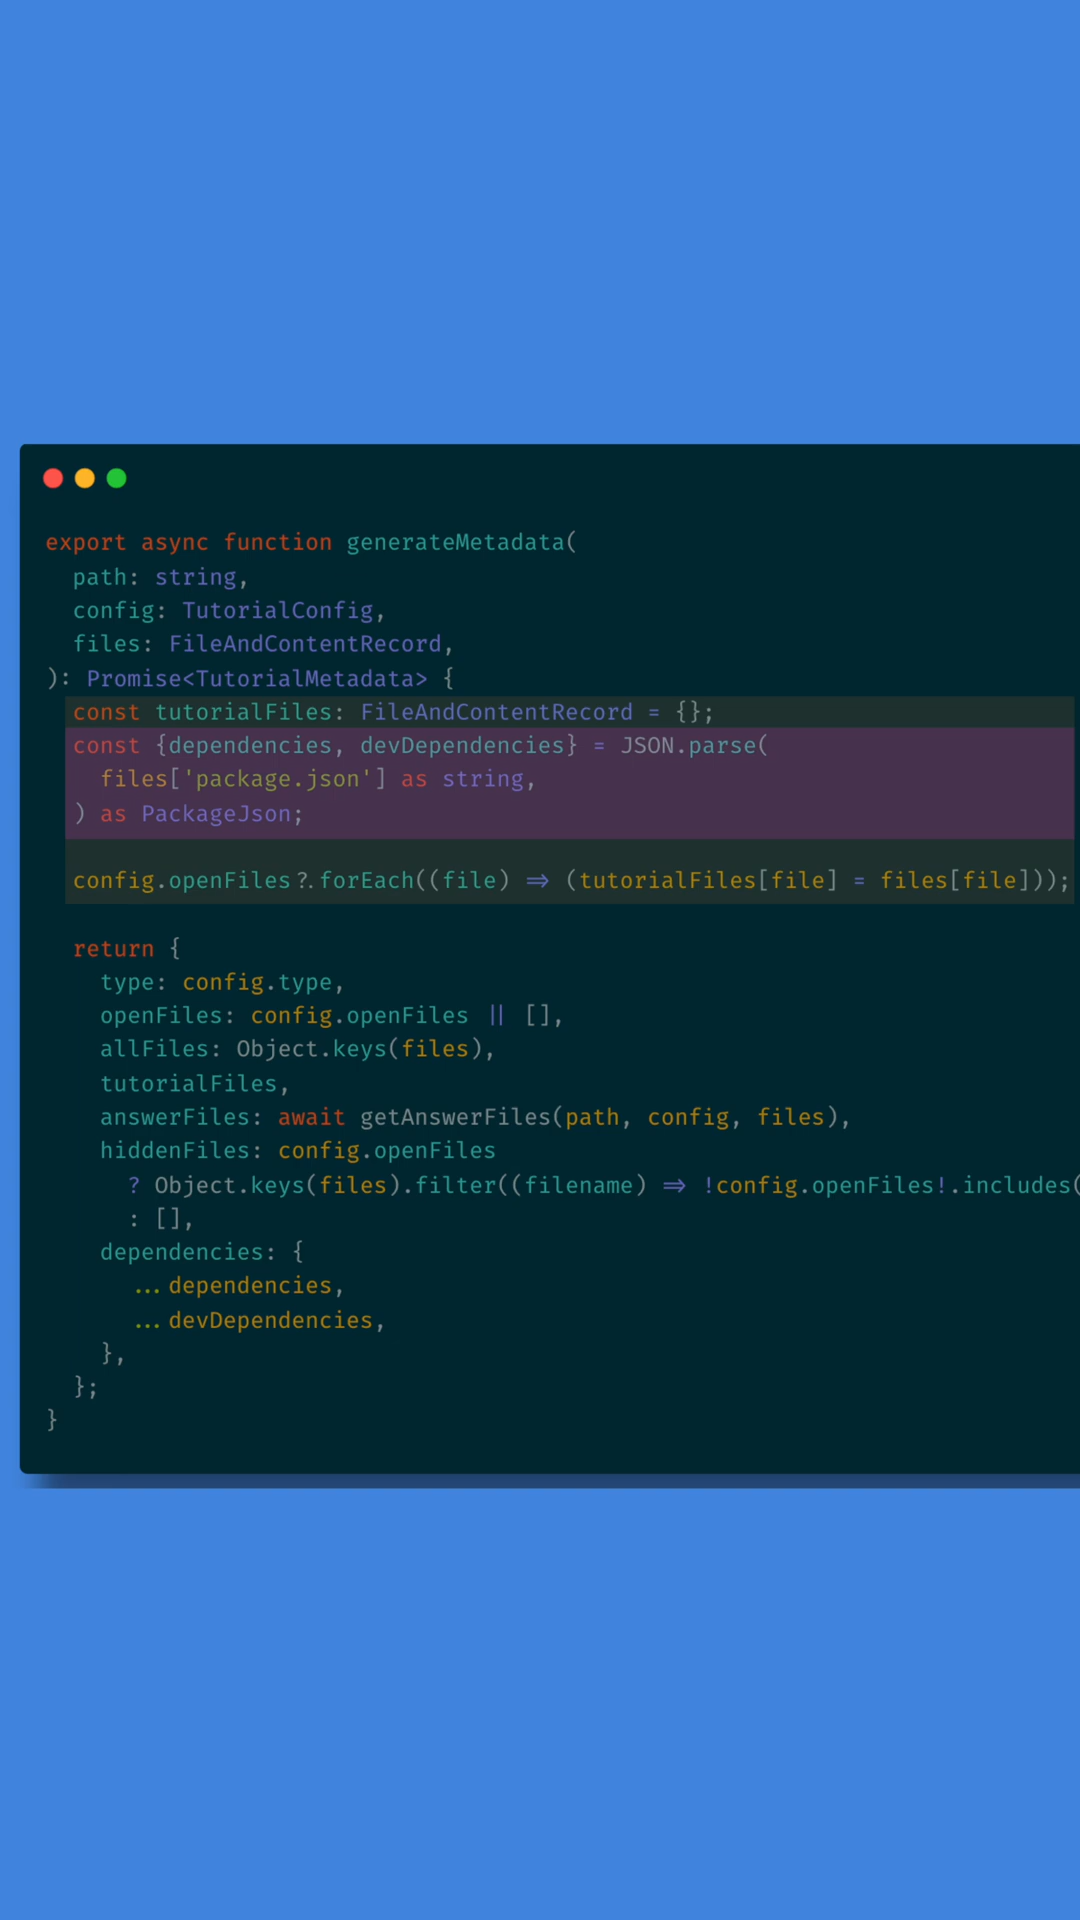 export async function generateMetadata(
  path: string,
  config: TutorialConfig,
  files: FileAndContentRecord,
): Promise<TutorialMetadata> {
  const tutorialFiles: FileAndContentRecord = {};
  const {dependencies, devDependencies} = JSON.parse(
    files['package.json'] as string,
  ) as PackageJson;
  config.openFiles?.forEach((file) => (tutorialFiles[file] = files[file]));
  return {
    type: config.type,
    openFiles: config.openFiles || [],
    allFiles: Object.keys(files),
    tutorialFiles,
    answerFiles: await getAnswerFiles(path, config, files),
    hiddenFiles: config.openFiles
      ? Object.keys(files).filter((filename) => !config.openFiles!.includes(
      : [],
    dependencies: {
      ...dependencies,
      ...devDependencies,
    },
  };
}